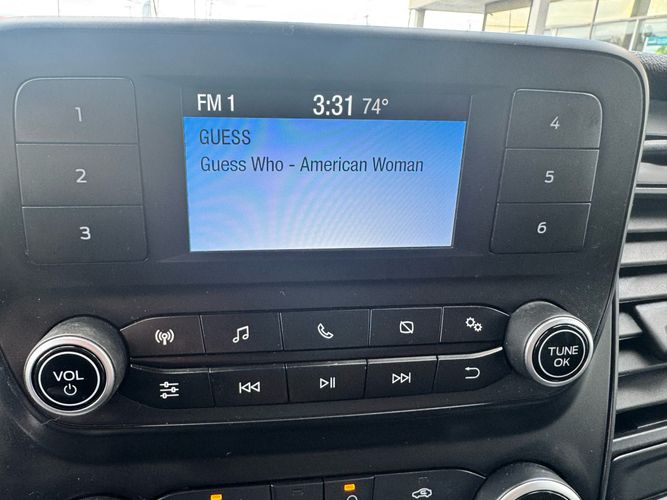 FM 1 3:31 74°
GUESS
Guess Who - American Woman
1
2
3
4
5
6
VOL
TUNE
OK